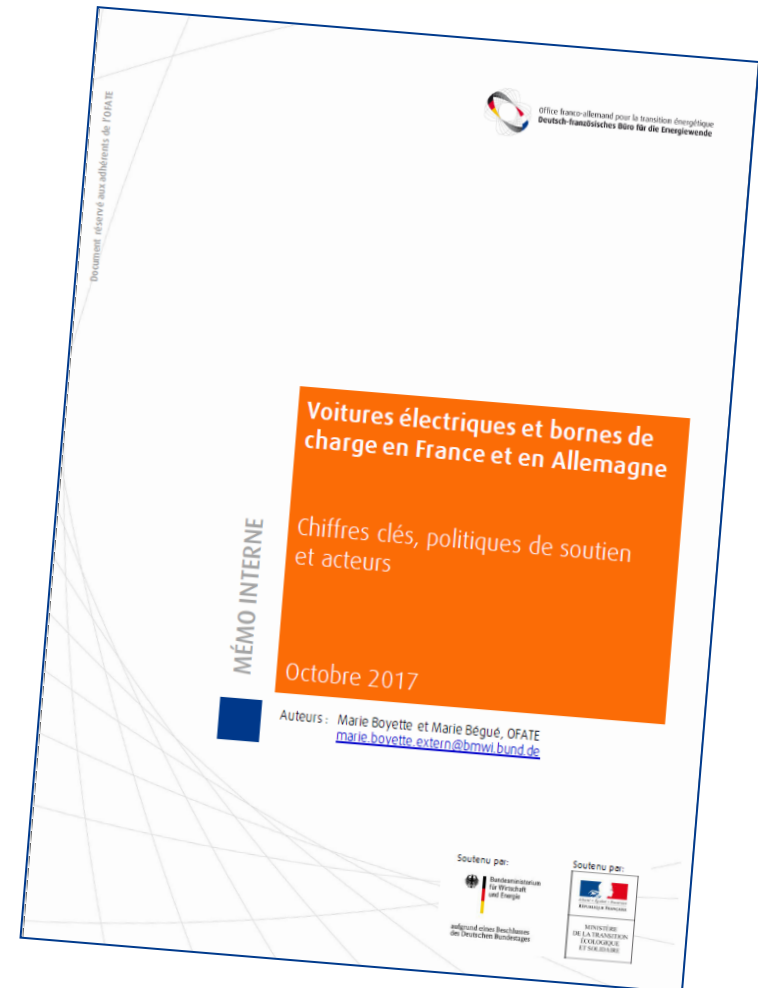 Office franco-allemand pour la transition énergétique
Deutsch-französisches Büro für die Energiewende
Document réservé aux adhérents de l'OFATE
Voitures électriques et bornes de
charge en France et en Allemagne
Chiffres clés, politiques de soutien
et acteurs
MÉMO INTERNE
Octobre 2017
Auteurs : Marie Boyette et Marie Bégué, OFATE
marie.boyette.extern@bmwi.bund.de
Soutenu par:
Bundesministerium
für Wirtschaft
und Energie
aufgrund eines Beschlusses
des Deutschen Bundestages
Soutenu par:
RÉPUBLIQUE FRANÇAISE
MINISTÈRE
DE LA TRANSITION
ÉCOLOGIQUE
ET SOLIDAIRE